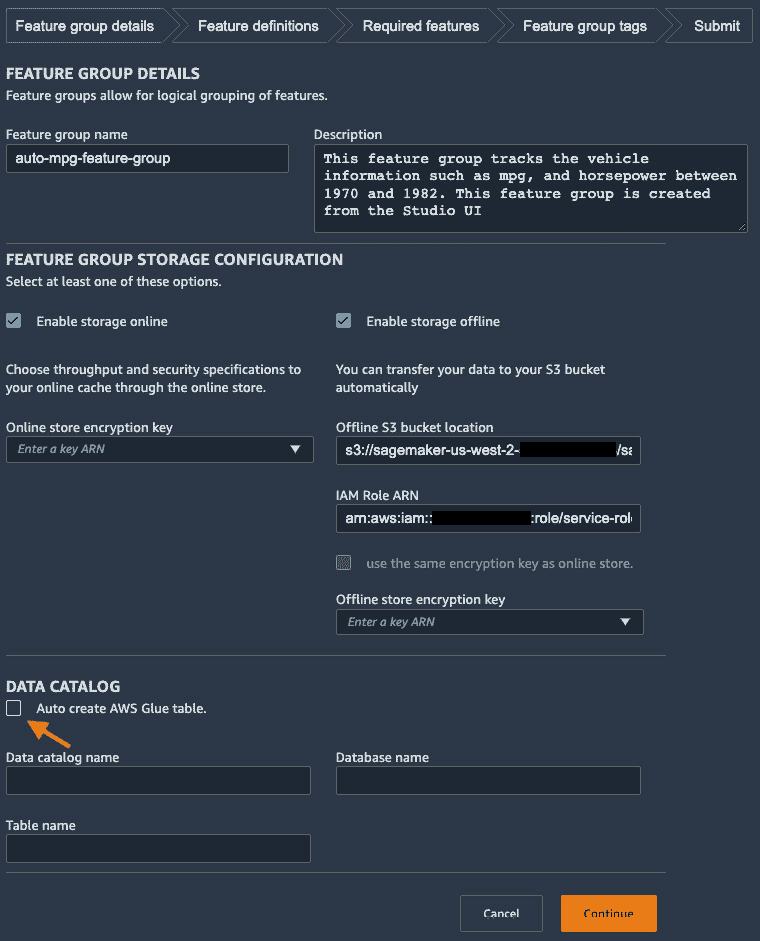 Feature group details
Feature definitions
Required features
Feature group tags
Submit
FEATURE GROUP DETAILS
Feature groups allow for logical grouping of features.
Feature group name
auto-mpg-feature-group
Description
This feature group tracks the vehicle
information such as mpg, and horsepower between
1970 and 1982. This feature group is created
from the Studio UI
FEATURE GROUP STORAGE CONFIGURATION
Select at least one of these options.
Enable storage online
Choose throughput and security specifications to
your online cache through the online store.
Online store encryption key
Enter a key ARN
Enable storage offline
You can transfer your data to your S3 bucket
automatically
Offline S3 bucket location
s3://sagemaker-us-west-2- /sa
IAM Role ARN
arn:aws:iam:: :role/service-role
use the same encryption key as online store.
Offline store encryption key
Enter a key ARN
DATA CATALOG
Auto create AWS Glue table.
Data catalog name
Database name
Table name
Cancel
Continue